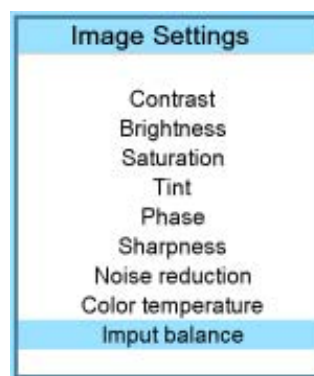 Image Settings
Contrast
Brightness
Saturation
Tint
Phase
Sharpness
Noise reduction
Color temperature
Imput balance